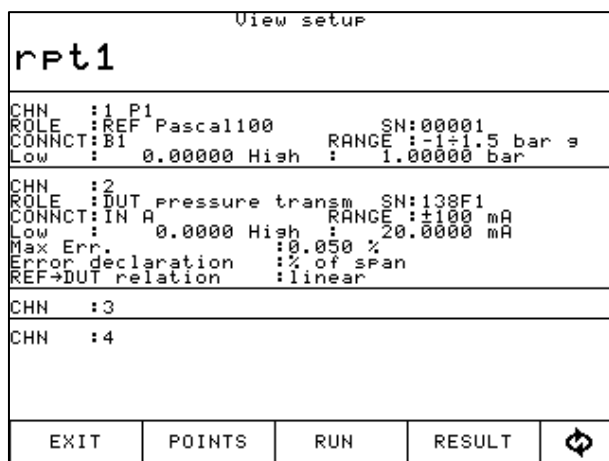 View setup
rpt1
CHN :1 P1
ROLE :REF Pascal100 SN:00001
CONNCT:B1 RANGE :-1÷1.5 bar g
Low : 0.00000 High : 1.00000 bar
CHN :2
ROLE :DUT pressure transm SN:138F1
CONNCT:IN A RANGE :±100 mA
Low : 0.0000 High : 20.0000 mA
Max Err. :0.050 %
Error declaration :% of span
REF→DUT relation :linear
CHN :3
CHN :4
EXIT POINTS RUN RESULT